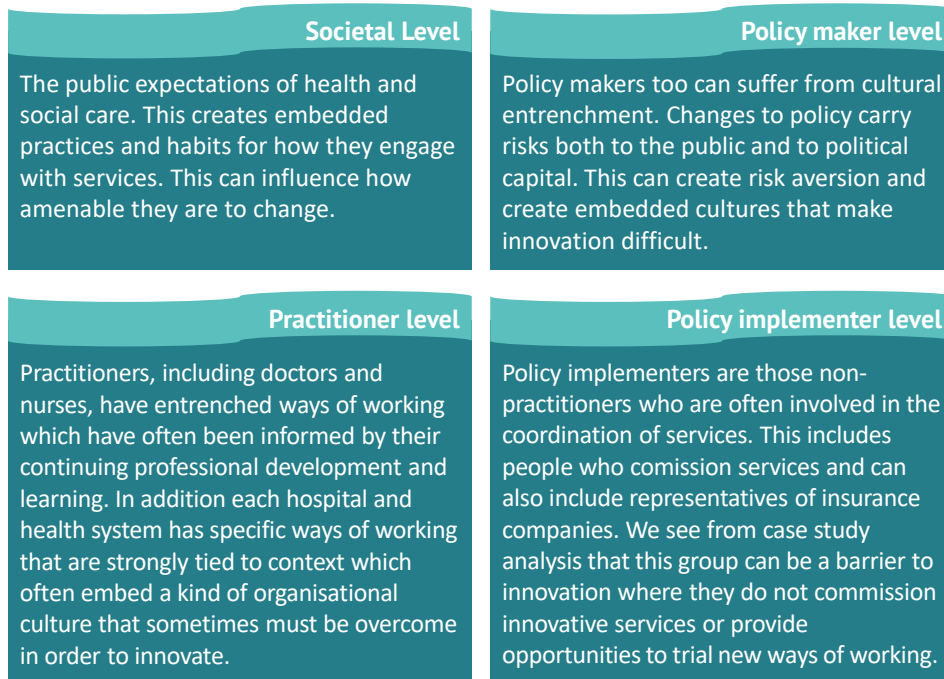 Societal Level
The public expectations of health and
social care. This creates embedded
practices and habits for how they engage
with services. This can influence how
amenable they are to change.
Policy maker level
Policy makers too can suffer from cultural
entrenchment. Changes to policy carry
risks both to the public and to political
capital. This can create risk aversion and
create embedded cultures that make
innovation difficult.
Practitioner level
Practitioners, including doctors and
nurses, have entrenched ways of working
which have often been informed by their
continuing professional development and
learning. In addition each hospital and
health system has specific ways of working
that are strongly tied to context which
often embed a kind of organisational
culture that sometimes must be overcome
in order to innovate.
Policy implementer level
Policy implementers are those non-
practitioners who are often involved in the
coordination of services. This includes
people who comission services and can
also include representatives of insurance
companies. We see from case study
analysis that this group can be a barrier to
innovation where they do not commission
innovative services or provide
opportunities to trial new ways of working.